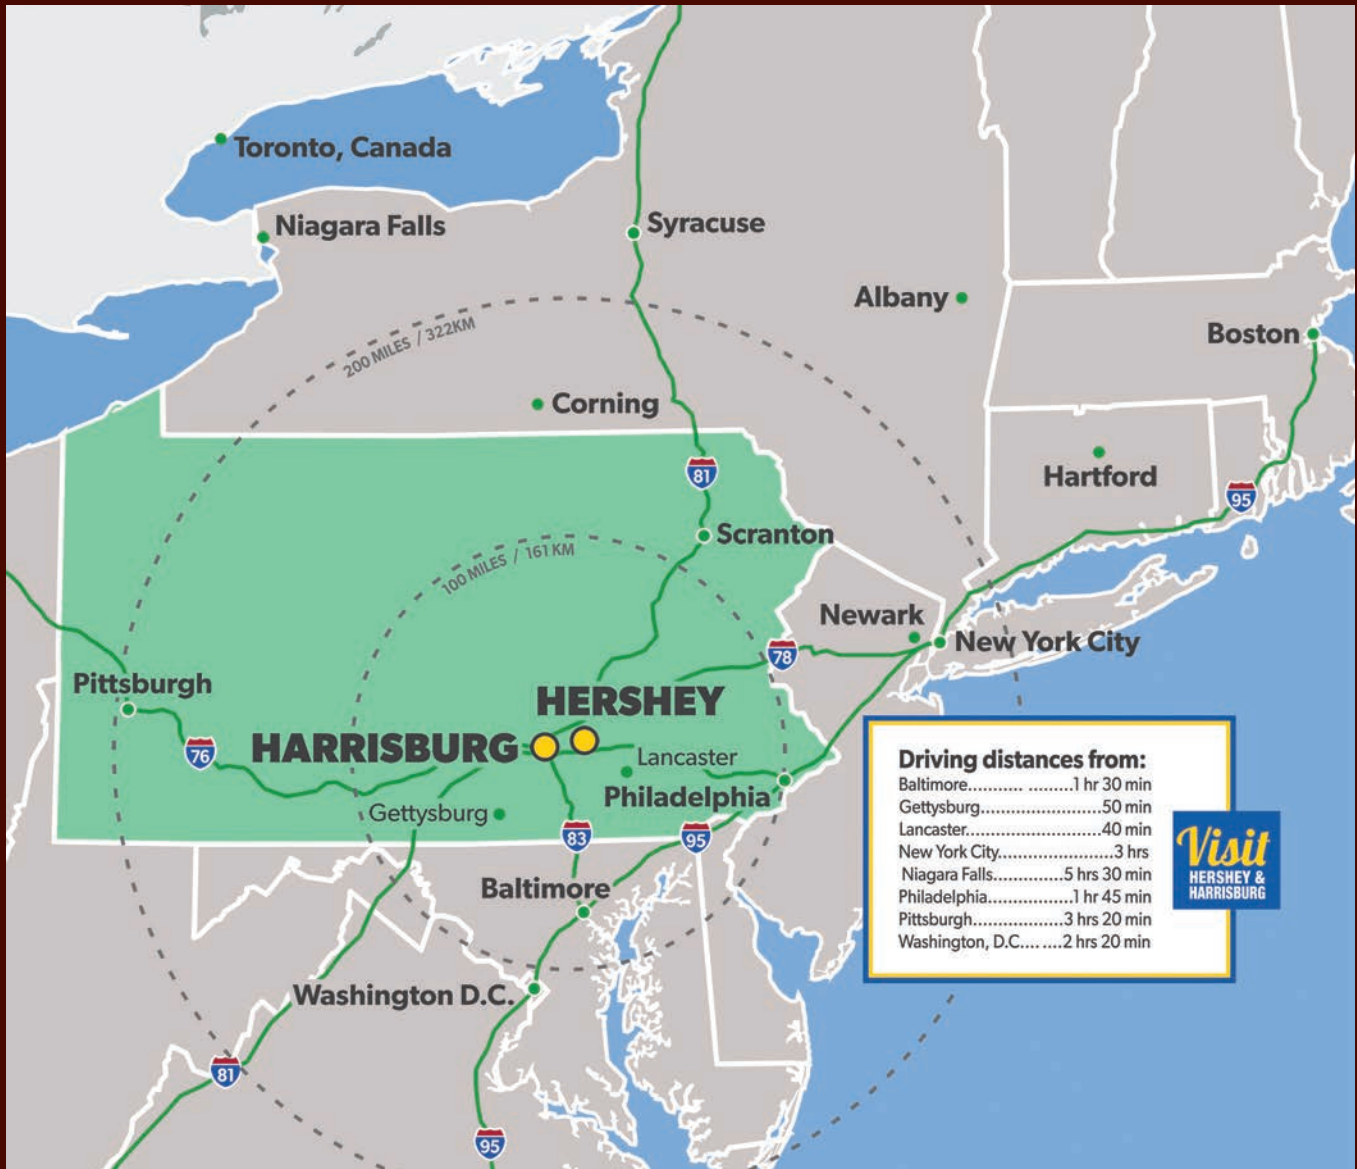 Toronto, Canada
Niagara Falls
Syracuse
Albany
Boston
200 MILES / 322KM
Corning
Hartford
81
95
Scranton
100 MILES / 161 KM
Newark
New York City
78
Pittsburgh
HERSHEY
HARRISBURG
76
Lancaster
Philadelphia
Gettysburg
83
95
Baltimore
Washington D.C.
81
95
Driving distances from:
Baltimore........... .........1 hr 30 min
Gettysburg.........................50 min
Lancaster............................40 min
New York City.......................3 hrs
Niagara Falls..............5 hrs 30 min
Philadelphia.................1 hr 45 min
Pittsburgh..................3 hrs 20 min
Washington, D.C.... ....2 hrs 20 min
Visit
HERSHEY &
HARRISBURG